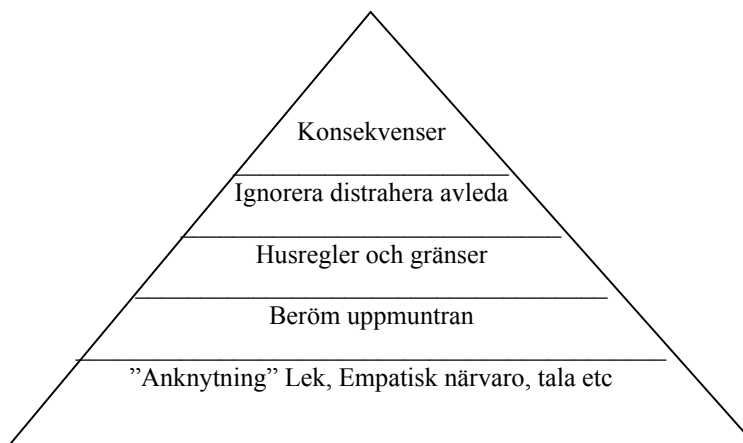 Konsekvenser
Ignorera distrahera avleda
Husregler och gränser
Beröm uppmuntran
”Anknytning” Lek, Empatisk närvaro, tala etc